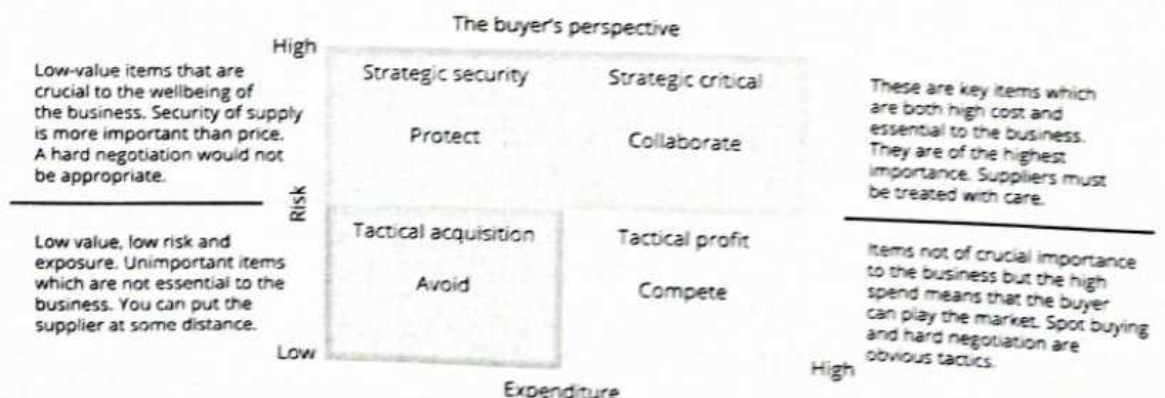 The buyer's perspective
High
Low-value items that are
crucial to the wellbeing of
the business. Security of supply
is more important than price.
A hard negotiation would not
be appropriate.
Strategic security
Protect
Strategic critical
Collaborate
These are key items which
are both high cost and
essential to the business.
They are of the highest
importance. Suppliers must
be treated with care.
Risk
Low value, low risk and
exposure. Unimportant items
which are not essential to the
business. You can put the
supplier at some distance.
Tactical acquisition
Avoid
Tactical profit
Compete
Items not of crucial importance
to the business but the high
spend means that the buyer
can play the market. Spot buying
and hard negotiation are
obvious tactics.
Low
High
Expenditure